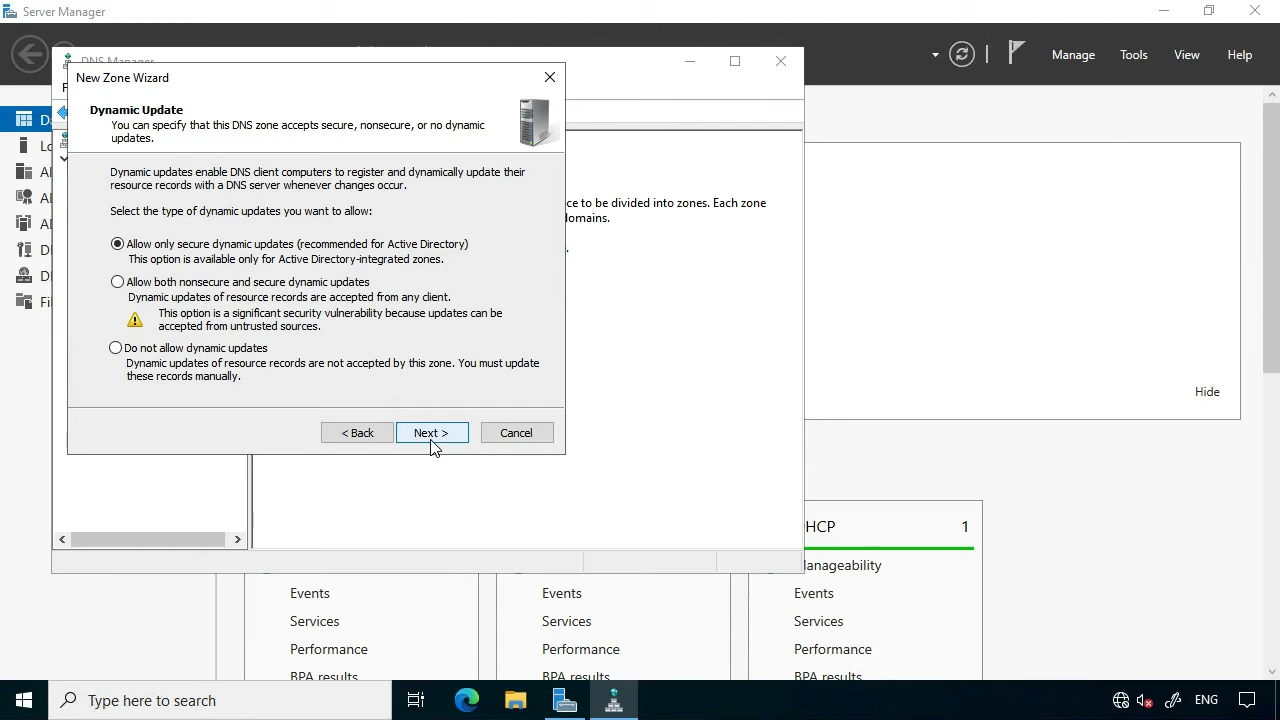 Server Manager
Manage
Tools
View
Help
DNS Manager
New Zone Wizard
Dynamic Update
You can specify that this DNS zone accepts secure, nonsecure, or no dynamic
updates.
Dynamic updates enable DNS client computers to register and dynamically update their
resource records with a DNS server whenever changes occur.
Select the type of dynamic updates you want to allow:
Allow only secure dynamic updates (recommended for Active Directory)
This option is available only for Active Directory-integrated zones.
Allow both nonsecure and secure dynamic updates
Dynamic updates of resource records are accepted from any client.
This option is a significant security vulnerability because updates can be
accepted from untrusted sources.
Do not allow dynamic updates
Dynamic updates of resource records are not accepted by this zone. You must update
these records manually.
< Back
Next >
Cancel
ce to be divided into zones. Each zone
omains.
Hide
HCP
1
anageability
Events
Services
Performance
BPA results
Events
Services
Performance
BPA results
Events
Services
Performance
BPA results
Type here to search
ENG